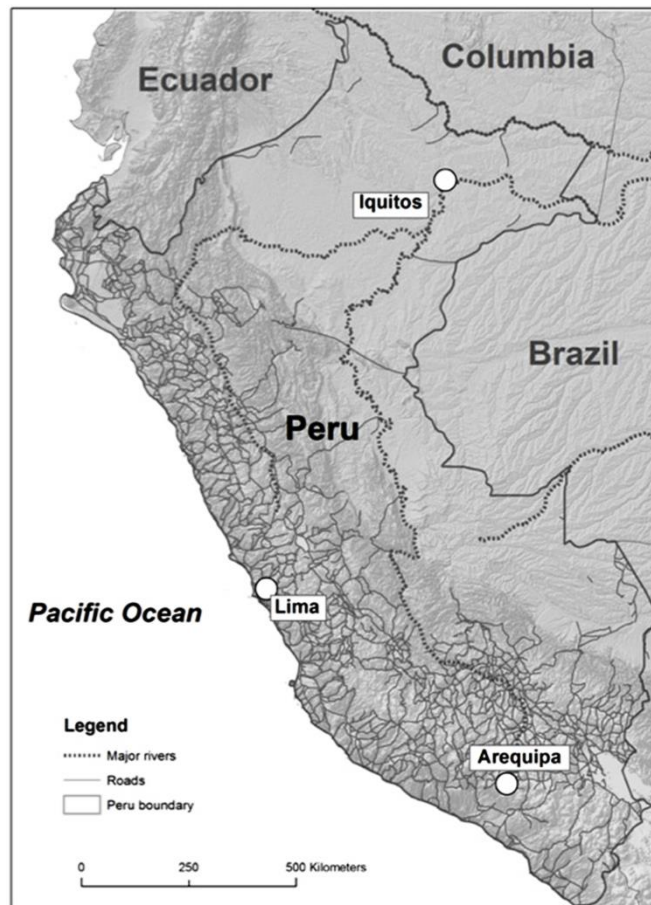 Ecuador
Columbia
Iquitos
Brazil
Peru
Lima
Pacific Ocean
Arequipa
Legend
Major rivers
Roads
Peru boundary
0 250 500 Kilometers